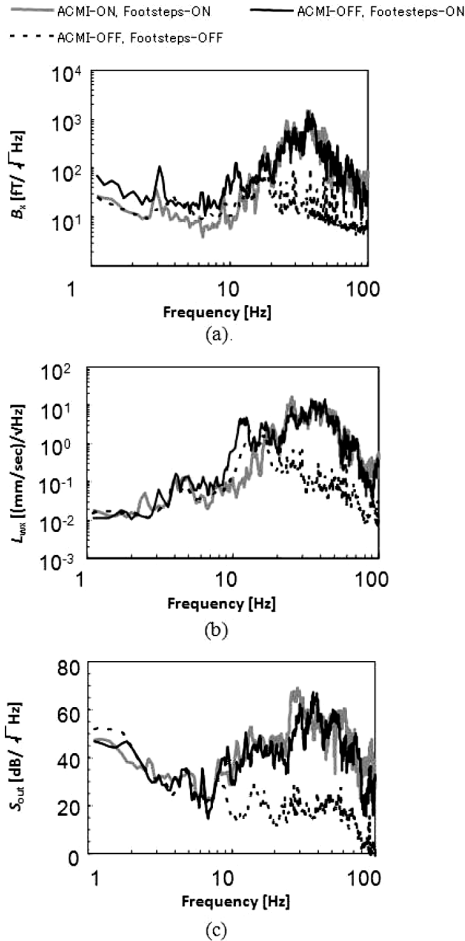 ACMI-ON, Footsteps-ON
ACMI-OFF, Footesteps-ON
ACMI-OFF, Footsteps-OFF
10⁴
10³
10²
10¹
Bₓ [fT/√Hz]
1 10 100
Frequency [Hz]
(a).
10²
10¹
10⁰
10⁻¹
10⁻²
10⁻³
L_wx [(mm/sec)/√Hz]
1 10 100
Frequency [Hz]
(b)
80
60
40
20
0
S_out [dB/√Hz]
1 10 100
Frequency [Hz]
(c)